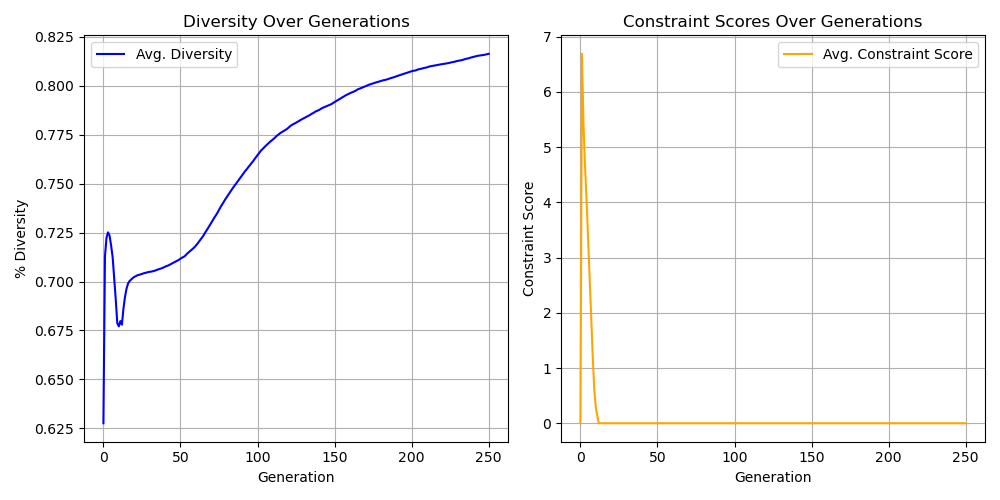 Diversity Over Generations
Avg. Diversity
% Diversity
0.825
0.800
0.775
0.750
0.725
0.700
0.675
0.650
0.625
0 50 100 150 200 250
Generation
Constraint Scores Over Generations
Avg. Constraint Score
Constraint Score
7
6
5
4
3
2
1
0
0 50 100 150 200 250
Generation